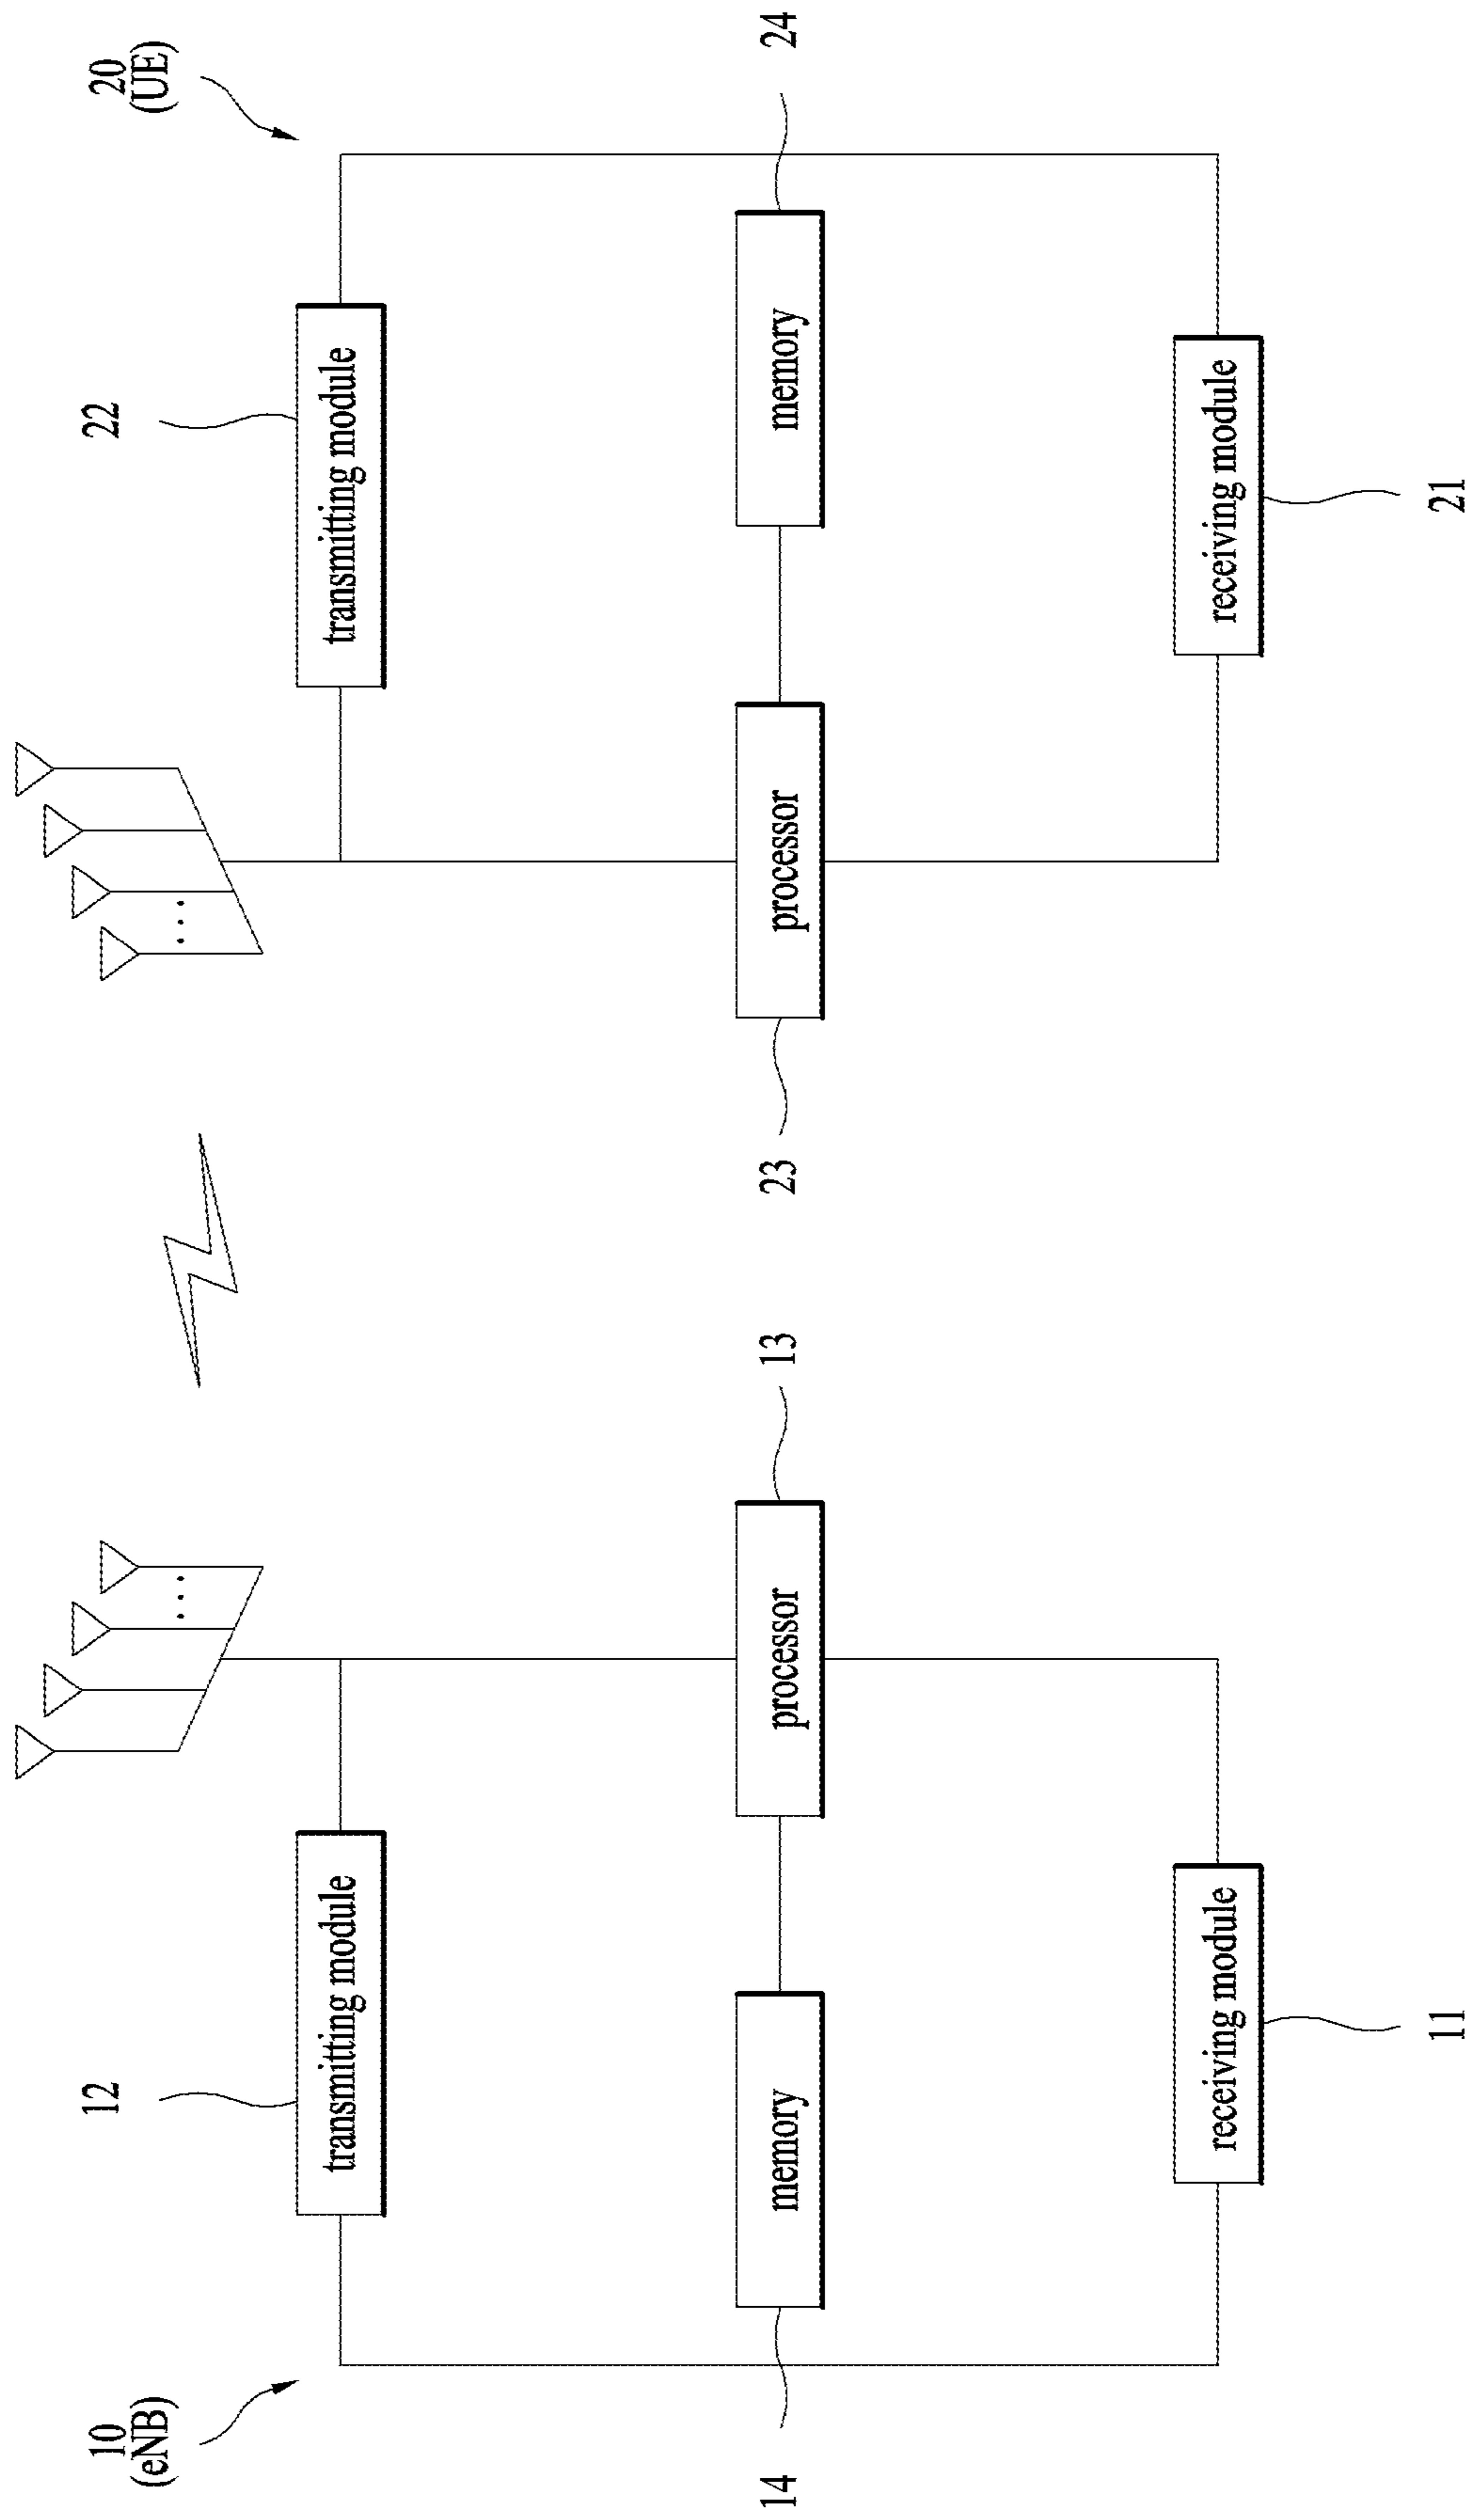 10
(eNB)
12
transmitting module
14
memory
processor
13
receiving module
11
20
(UE)
22
transmitting module
23
processor
memory
24
receiving module
21